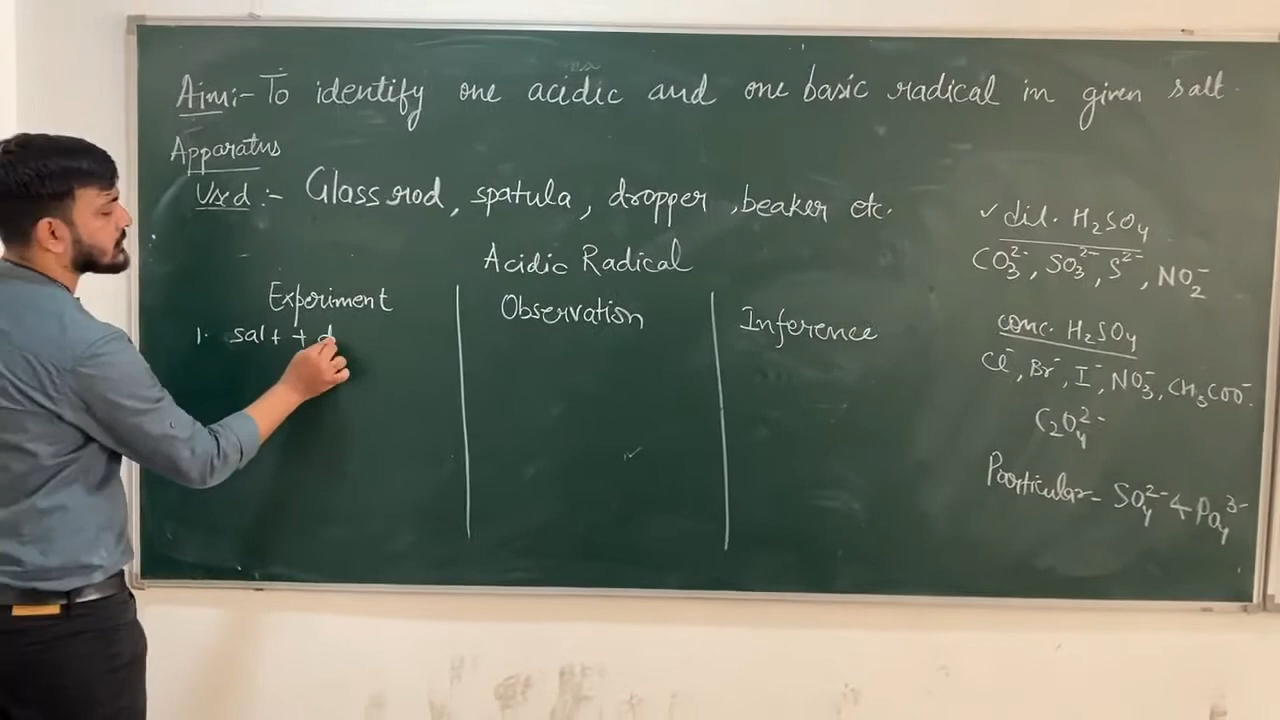 Aim:- To identify one acidic and one basic radical in given salt.
Apparatus
Used :- Glass rod, spatula, dropper, beaker etc.
Acidic Radical
Experiment
Observation
Inference
1. salt + d
✓ dil. H₂SO₄
CO₃²⁻, SO₃²⁻, S²⁻, NO₂⁻
conc. H₂SO₄
Cl⁻, Br⁻, I⁻, NO₃⁻, CH₃COO⁻.
C₂O₄²⁻
Particular- SO₄²⁻ & PO₄³⁻